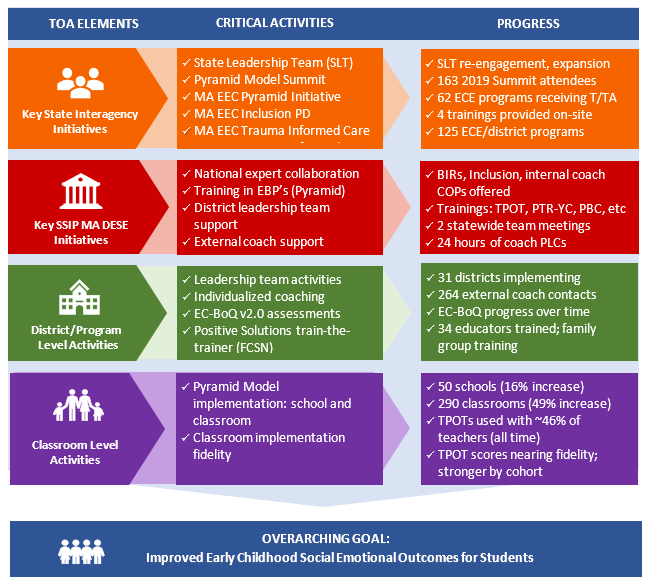 TOA ELEMENTS
CRITICAL ACTIVITIES
PROGRESS
Key State Interagency
Initiatives
✓ State Leadership Team (SLT)
✓ Pyramid Model Summit
✓ MA EEC Pyramid Initiative
✓ MA EEC Inclusion PD
✓ MA EEC Trauma Informed Care
✓ SLT re-engagement, expansion
✓ 163 2019 Summit attendees
✓ 62 ECE programs receiving T/TA
✓ 4 trainings provided on-site
✓ 125 ECE/district programs
Key SSIP MA DESE
Initiatives
✓ National expert collaboration
✓ Training in EBP's (Pyramid)
✓ District leadership team
support
✓ External coach support
✓ BIRs, Inclusion, internal coach
COPs offered
✓ Trainings: TPOT, PTR-YC, PBC, etc
✓ 2 statewide team meetings
✓ 24 hours of coach PLCs
District/Program
Level Activities
✓ Leadership team activities
✓ Individualized coaching
✓ EC-BoQ v2.0 assessments
✓ Positive Solutions train-the-
trainer (FCSN)
✓ 31 districts implementing
✓ 264 external coach contacts
✓ EC-BoQ progress over time
✓ 34 educators trained; family
group training
Classroom Level
Activities
✓ Pyramid Model
implementation: school and
classroom
✓ Classroom implementation
fidelity
✓ 50 schools (16% increase)
✓ 290 classrooms (49% increase)
✓ TPOTs used with ~46% of
teachers (all time)
✓ TPOT scores nearing fidelity;
stronger by cohort
OVERARCHING GOAL:
Improved Early Childhood Social Emotional Outcomes for Students